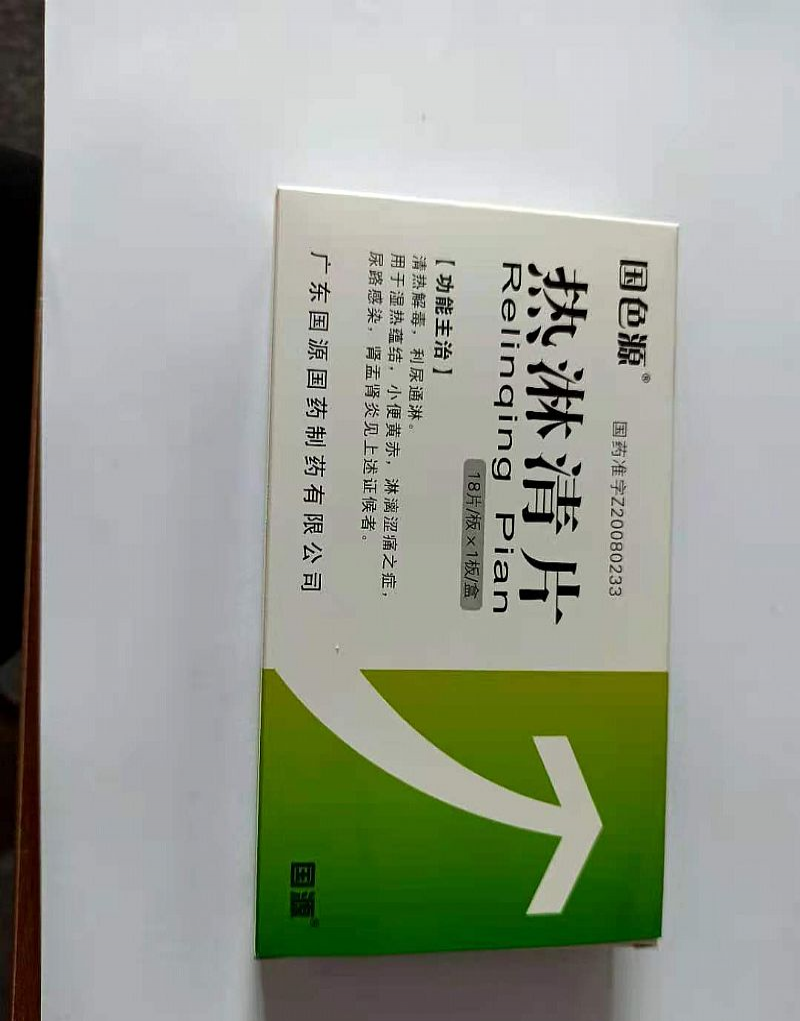 国色源®
国药准字Z20080233
热淋清片
Relinqing Pian
18片/板×1板/盒
【功能主治】
清热解毒，利尿通淋。
用于湿热蕴结，小便黄赤，淋漓涩痛之症，
尿路感染，肾盂肾炎见上述证候者。
广东国源国药制药有限公司
国源®